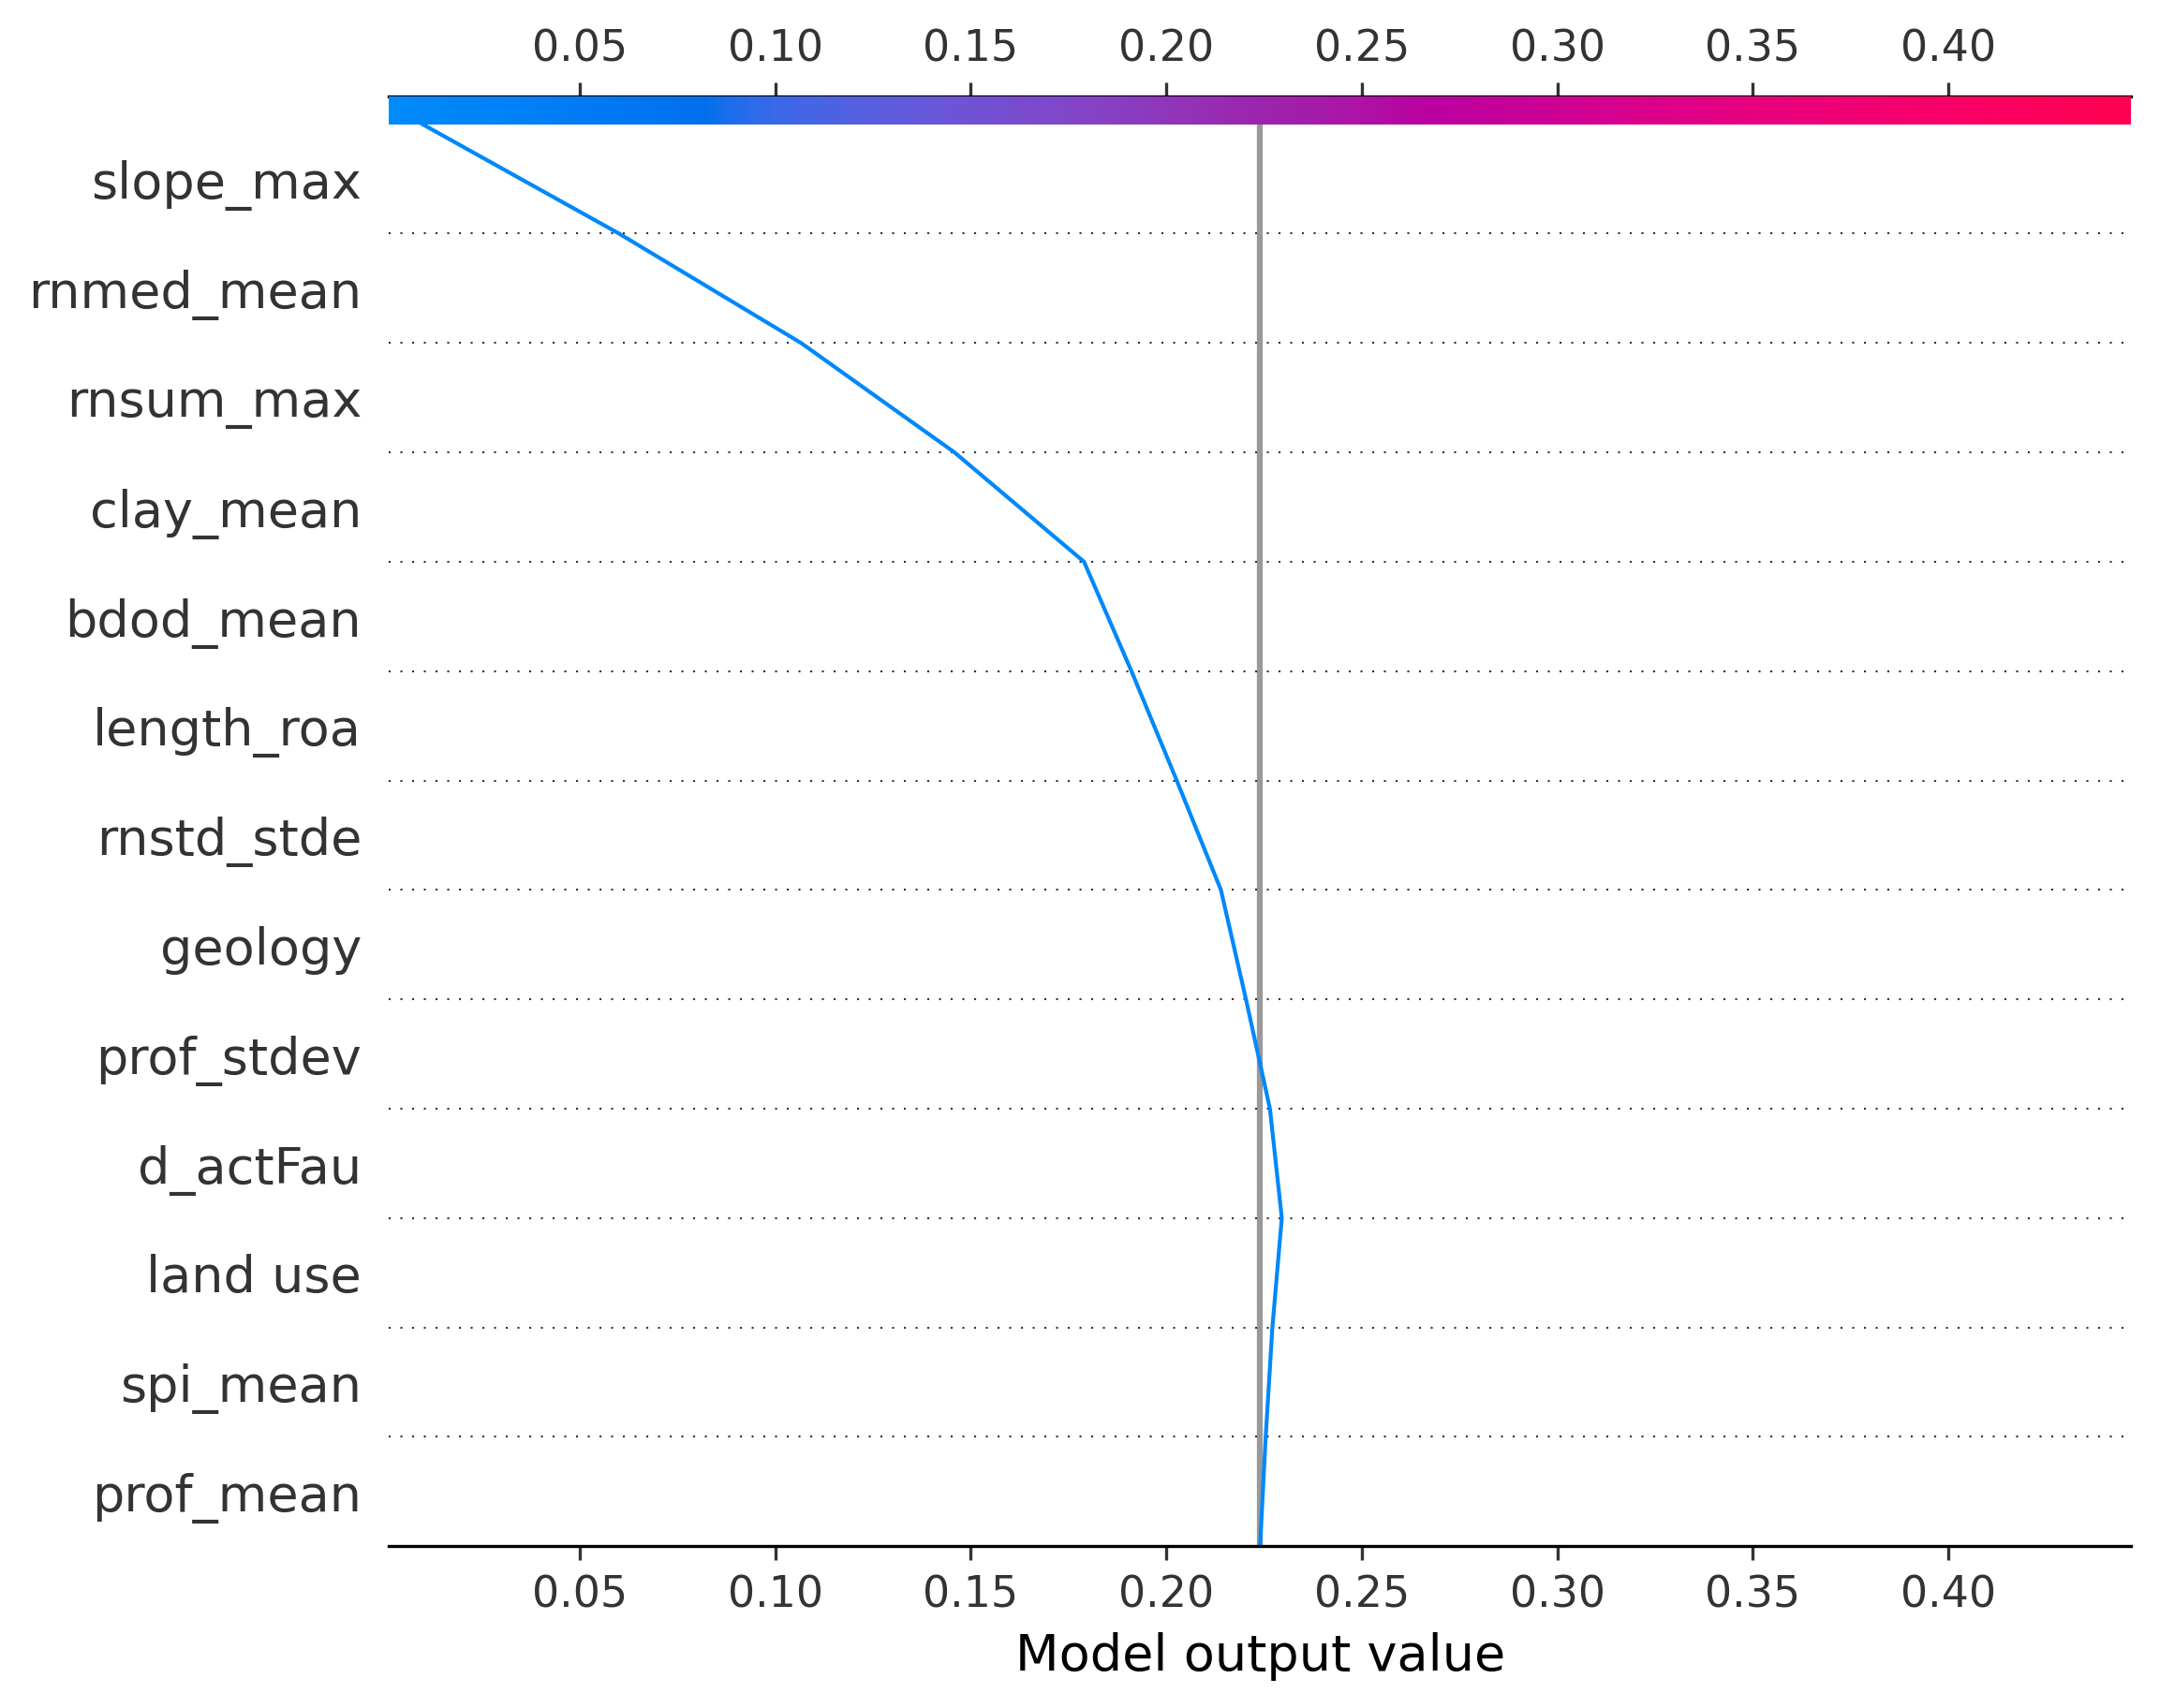 0.05 0.10 0.15 0.20 0.25 0.30 0.35 0.40
slope_max
rnmed_mean
rnsum_max
clay_mean
bdod_mean
length_roa
rnstd_stde
geology
prof_stdev
d_actFau
land use
spi_mean
prof_mean
0.05 0.10 0.15 0.20 0.25 0.30 0.35 0.40
Model output value